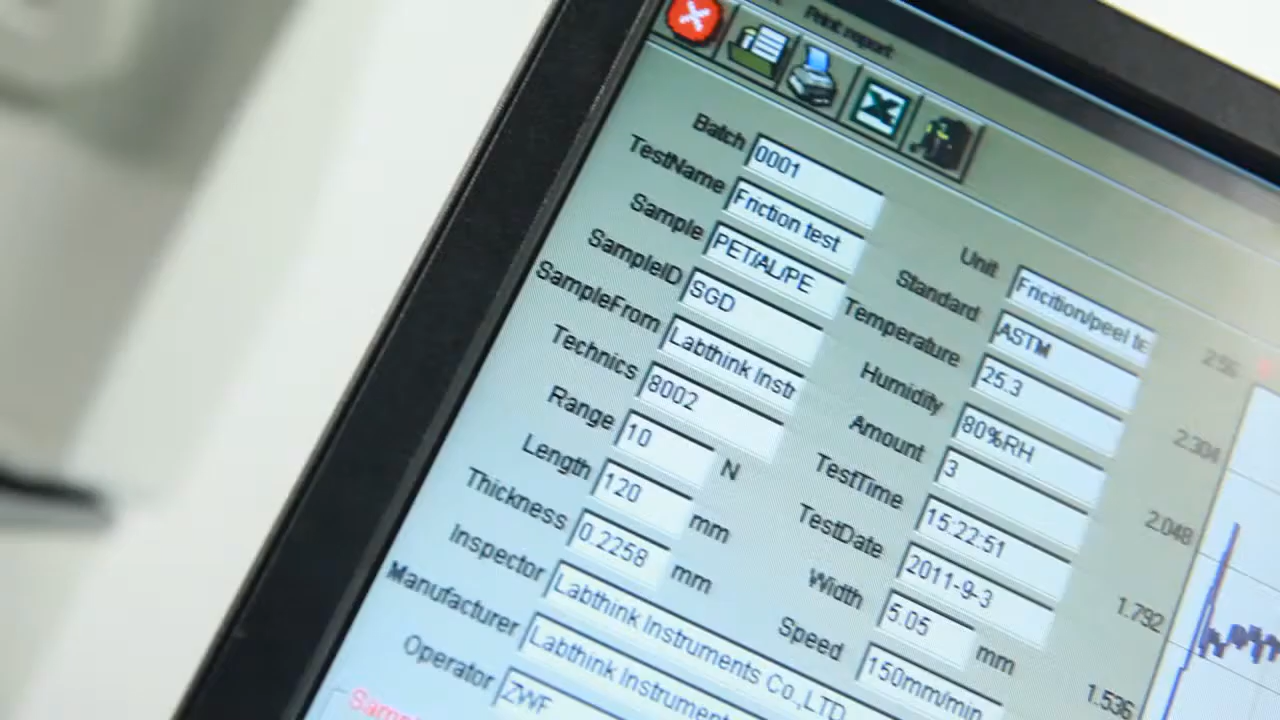 Print report
Batch 0001
TestName Friction test
Sample PET/AL/PE
SampleID SGD
SampleFrom Labthink Instr
Technics 8002
Range 10 N
Length 120 mm
Thickness 0.2258 mm
Inspector Labthink Instruments Co.,LTD
Manufacturer Labthink Instrument
Operator ZWF
Unit Fricition/peel te
Standard ASTM
Temperature 25.3
Humidity 80%RH
Amount 3
TestTime 15:22:51
TestDate 2011-9-3
Width 5.05 mm
Speed 150mm/min
2.56
2.304
2.048
1.792
1.536